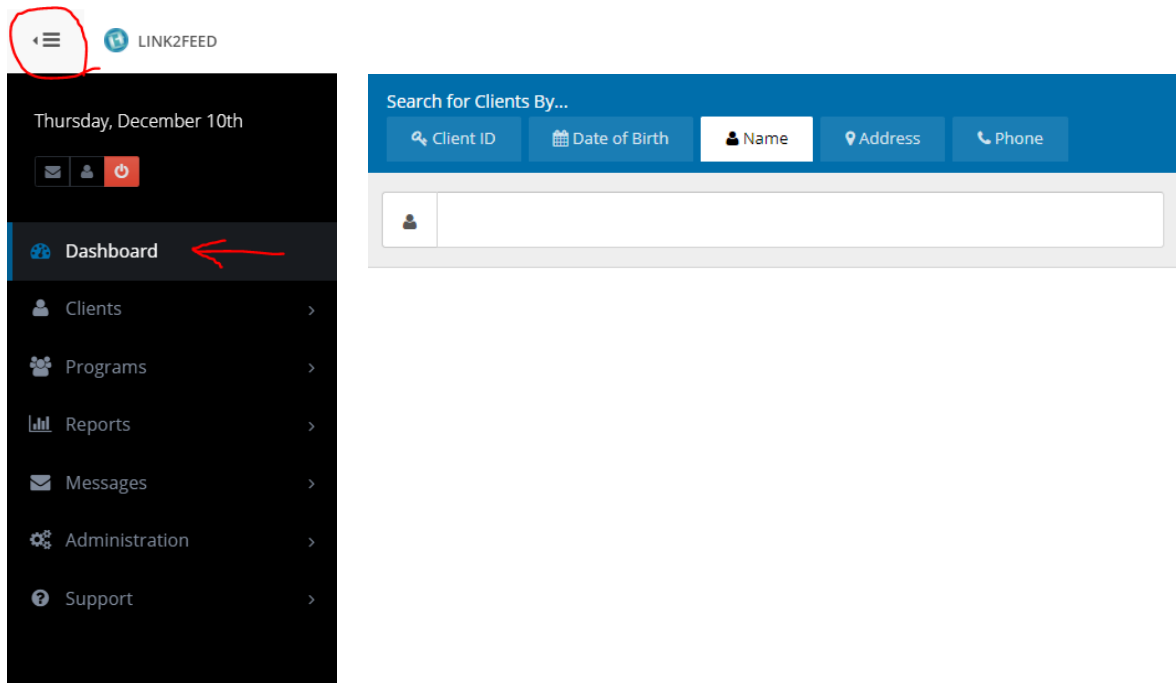 LINK2FEED
Thursday, December 10th
Dashboard
Clients
Programs
Reports
Messages
Administration
Support
Search for Clients By...
Client ID Date of Birth Name Address Phone